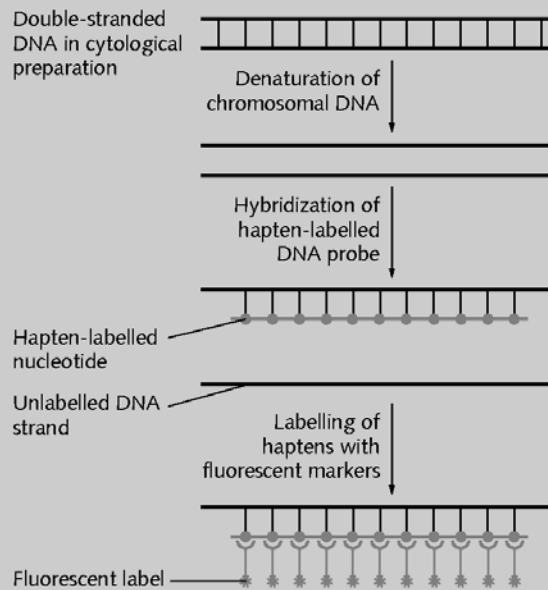 Double-stranded
DNA in cytological
preparation
Denaturation of
chromosomal DNA
Hybridization of
hapten-labelled
DNA probe
Hapten-labelled
nucleotide
Unlabelled DNA
strand
Labelling of
haptens with
fluorescent markers
Fluorescent label